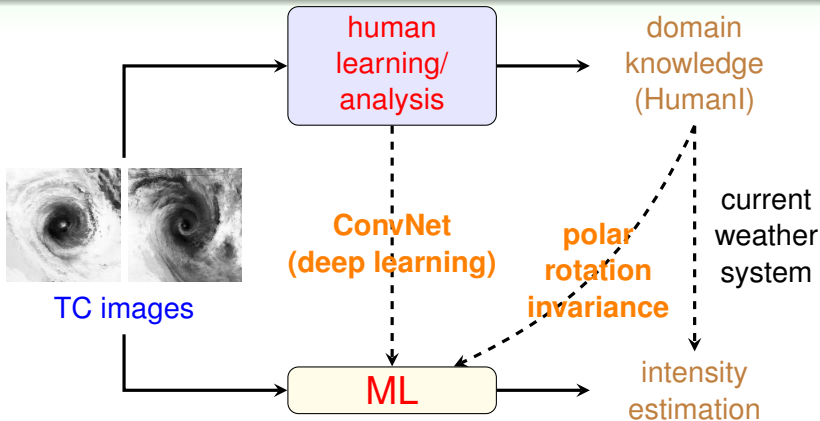 human
learning/
analysis
domain
knowledge
(HumanI)
TC images
ConvNet
(deep learning)
polar
rotation
invariance
current
weather
system
ML
intensity
estimation